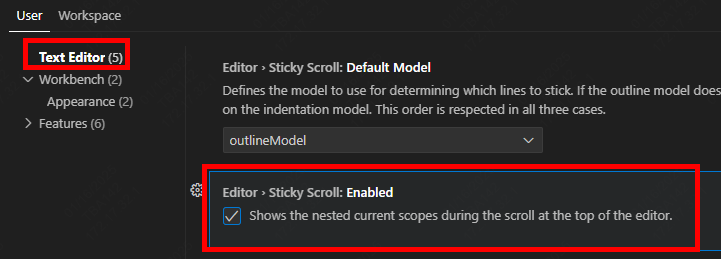 User Workspace
Text Editor (5)
Workbench (2)
Appearance (2)
Features (6)
Editor › Sticky Scroll: Default Model
Defines the model to use for determining which lines to stick. If the outline model does
on the indentation model. This order is respected in all three cases.
outlineModel
Editor › Sticky Scroll: Enabled
Shows the nested current scopes during the scroll at the top of the editor.